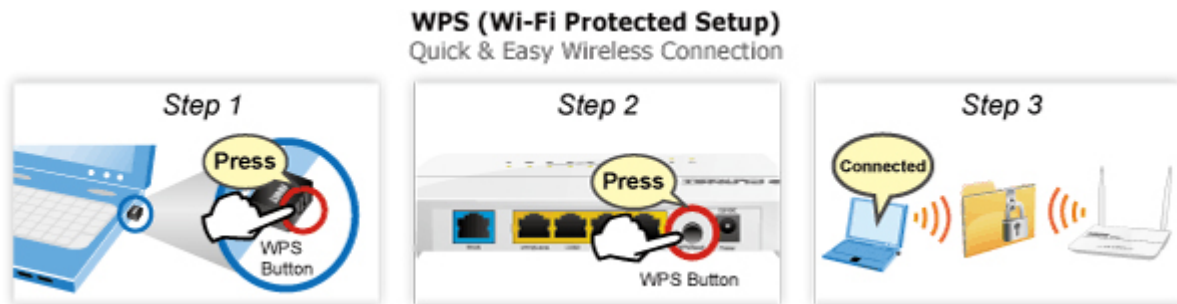 WPS (Wi-Fi Protected Setup)
Quick & Easy Wireless Connection
Step 1
Press
WPS
Button
Step 2
Press
WPS Button
Step 3
Connected